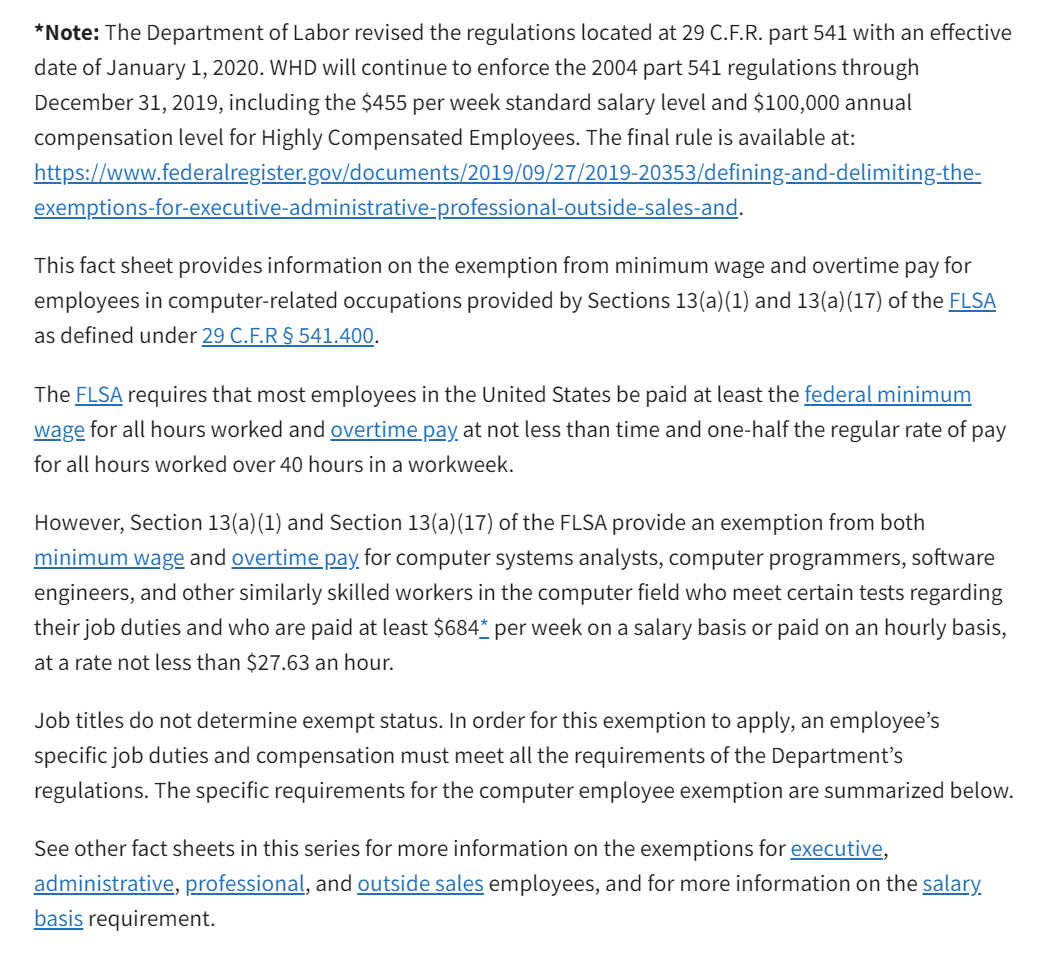 *Note: The Department of Labor revised the regulations located at 29 C.F.R. part 541 with an effective
date of January 1, 2020. WHD will continue to enforce the 2004 part 541 regulations through
December 31, 2019, including the $455 per week standard salary level and $100,000 annual
compensation level for Highly Compensated Employees. The final rule is available at:
https://www.federalregister.gov/documents/2019/09/27/2019-20353/defining-and-delimiting-the-
exemptions-for-executive-administrative-professional-outside-sales-and.
This fact sheet provides information on the exemption from minimum wage and overtime pay for
employees in computer-related occupations provided by Sections 13(a)(1) and 13(a)(17) of the FLSA
as defined under 29 C.F.R § 541.400.
The FLSA requires that most employees in the United States be paid at least the federal minimum
wage for all hours worked and overtime pay at not less than time and one-half the regular rate of pay
for all hours worked over 40 hours in a workweek.
However, Section 13(a)(1) and Section 13(a)(17) of the FLSA provide an exemption from both
minimum wage and overtime pay for computer systems analysts, computer programmers, software
engineers, and other similarly skilled workers in the computer field who meet certain tests regarding
their job duties and who are paid at least $684* per week on a salary basis or paid on an hourly basis,
at a rate not less than $27.63 an hour.
Job titles do not determine exempt status. In order for this exemption to apply, an employee’s
specific job duties and compensation must meet all the requirements of the Department’s
regulations. The specific requirements for the computer employee exemption are summarized below.
See other fact sheets in this series for more information on the exemptions for executive,
administrative, professional, and outside sales employees, and for more information on the salary
basis requirement.